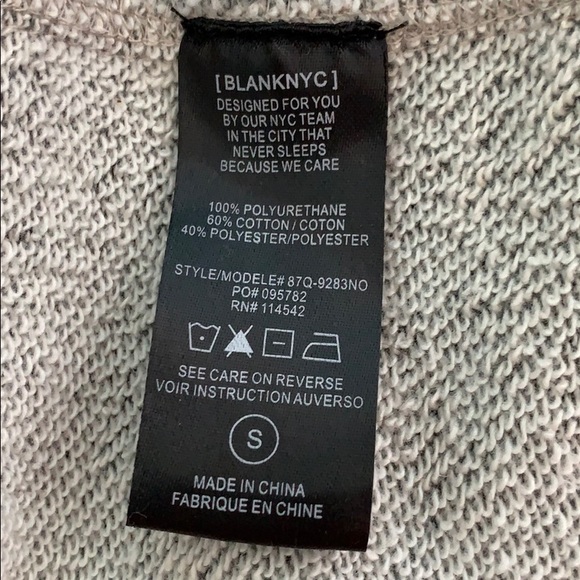 [BLANKNYC]
DESIGNED FOR YOU
BY OUR NYC TEAM
IN THE CITY THAT
NEVER SLEEPS
BECAUSE WE CARE
100% POLYURETHANE
60% COTTON / COTON
40% POLYESTER/POLYESTER
STYLE/MODELE# 87Q-9283NO
PO# 095782
RN# 114542
SEE CARE ON REVERSE
VOIR INSTRUCTION AUVERSO
S
MADE IN CHINA
FABRIQUE EN CHINE